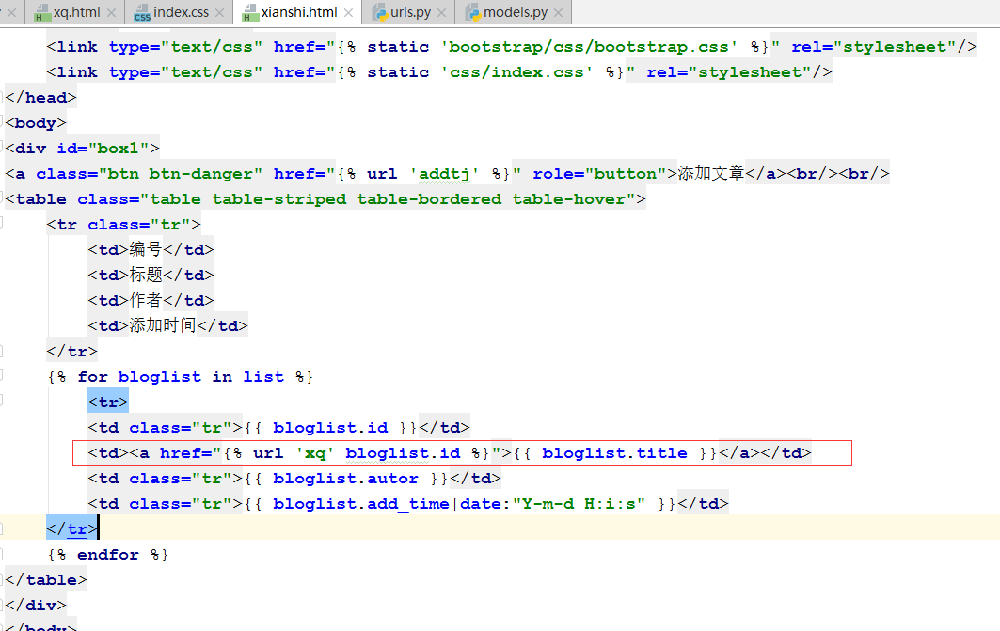 xq.html index.css xianshi.html urls.py models.py
<link type="text/css" href="{% static 'bootstrap/css/bootstrap.css' %}" rel="stylesheet"/>
<link type="text/css" href="{% static 'css/index.css' %}" rel="stylesheet"/>
</head>
<body>
<div id="box1">
<a class="btn btn-danger" href="{% url 'addtj' %}" role="button">添加文章</a><br/><br/>
<table class="table table-striped table-bordered table-hover">
<tr class="tr">
<td>编号</td>
<td>标题</td>
<td>作者</td>
<td>添加时间</td>
</tr>
{% for bloglist in list %}
<tr>
<td class="tr">{{ bloglist.id }}</td>
<td><a href="{% url 'xq' bloglist.id %}">{{ bloglist.title }}</a></td>
<td class="tr">{{ bloglist.autor }}</td>
<td class="tr">{{ bloglist.add_time|date:"Y-m-d H:i:s" }}</td>
</tr>
{% endfor %}
</table>
</div>
</body>